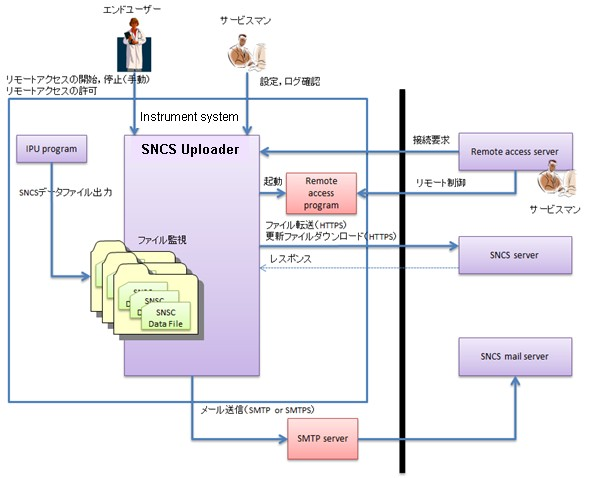 エンドユーザー
サービスマン
リモートアクセスの開始，停止（手動）
リモートアクセスの許可
設定，ログ確認
Instrument system
SNCS Uploader
IPU program
SNCSデータファイル出力
ファイル監視
SNSC
Data File
起動
Remote
access
program
接続要求
Remote access server
リモート制御
サービスマン
ファイル転送（HTTPS）
更新ファイルダウンロード（HTTPS）
レスポンス
SNCS server
SNCS mail server
メール送信（SMTP or SMTPS）
SMTP server